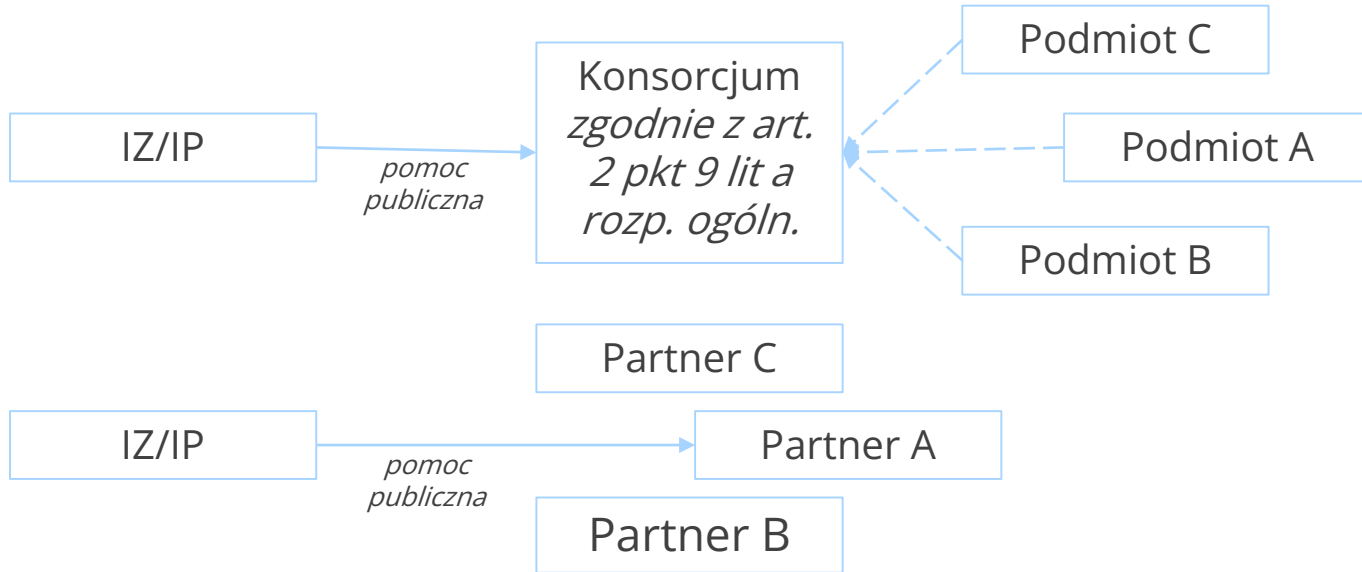 Podmiot C
Konsorcjum
zgodnie z art.
2 pkt 9 lit a
rozp. ogóln.
IZ/IP
pomoc
publiczna
Podmiot A
Podmiot B
Partner C
IZ/IP
pomoc
publiczna
Partner A
Partner B